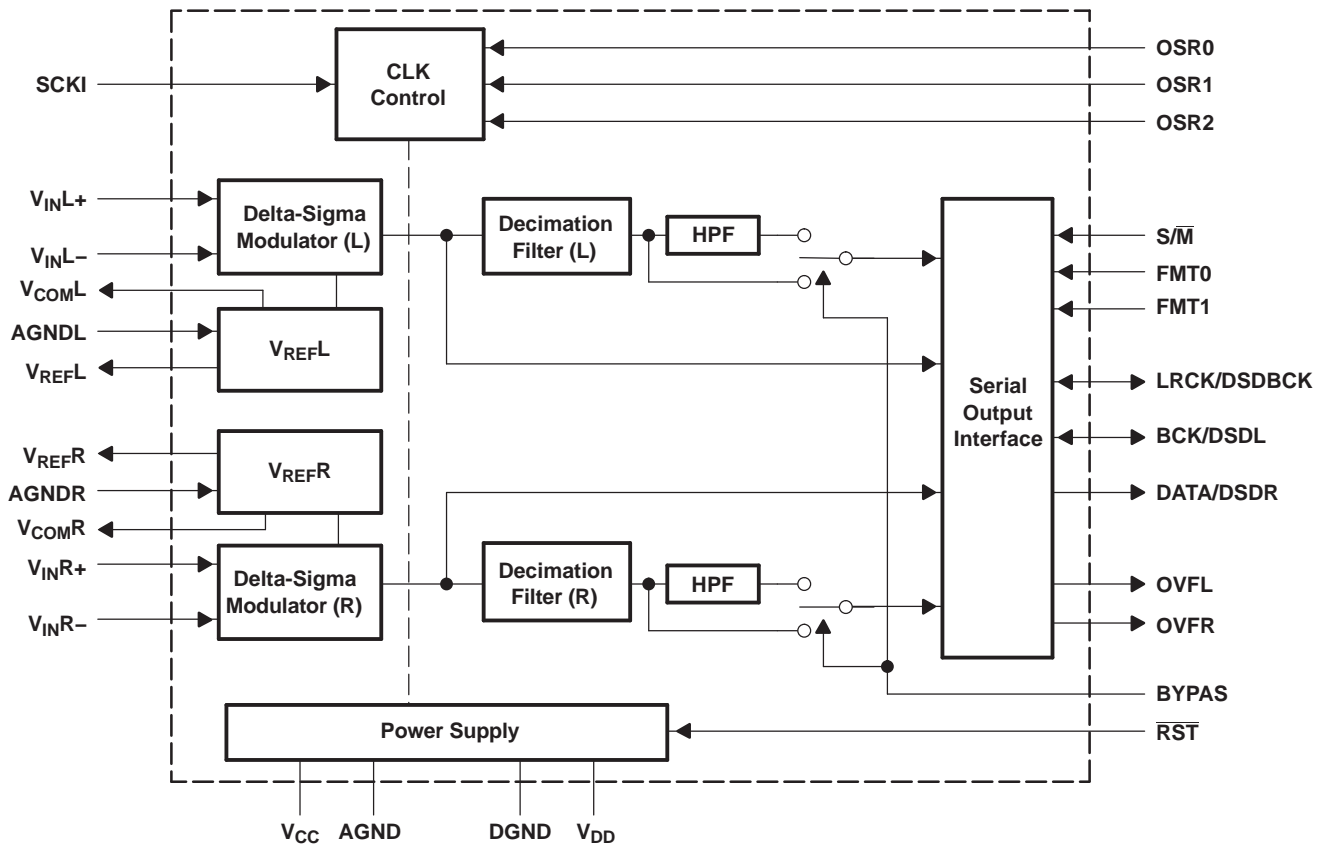 SCKI
CLK
Control
OSR0
OSR1
OSR2
VINL+
VINL−
VCOML
AGNDL
VREFL
Delta-Sigma
Modulator (L)
VREFL
Decimation
Filter (L)
HPF
Serial
Output
Interface
S/M̅
FMT0
FMT1
LRCK/DSDBCK
BCK/DSDL
DATA/DSDR
OVFL
OVFR
BYPAS
R̅S̅T̅
VREFR
AGNDR
VCOMR
VINR+
VINR−
VREFR
Delta-Sigma
Modulator (R)
Decimation
Filter (R)
HPF
Power Supply
VCC
AGND
DGND
VDD